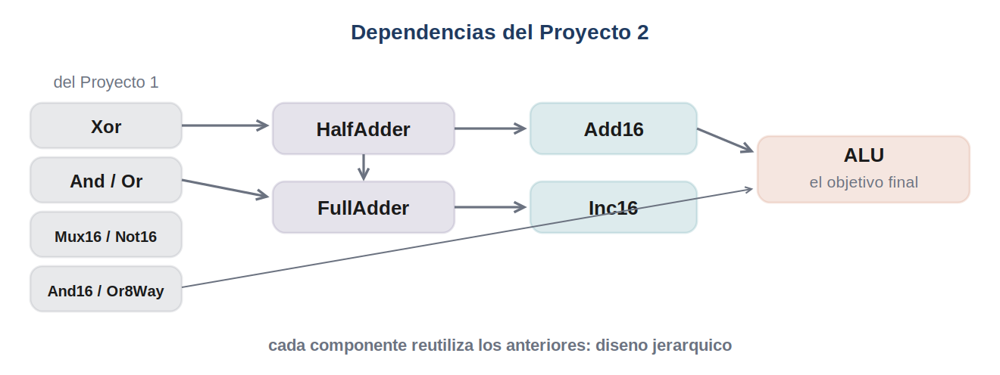 Dependencias del Proyecto 2
del Proyecto 1
Xor
And / Or
Mux16 / Not16
And16 / Or8Way
HalfAdder
FullAdder
Add16
Inc16
ALU
el objetivo final
cada componente reutiliza los anteriores: diseno jerarquico